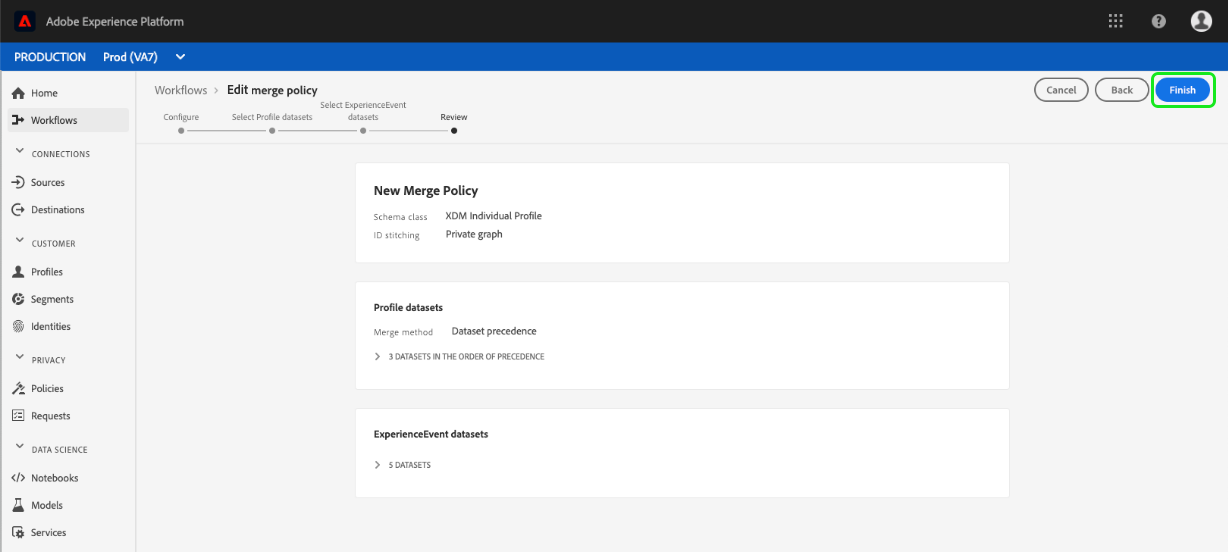 Adobe Experience Platform
PRODUCTION Prod (VA7)
Home
Workflows
CONNECTIONS
Sources
Destinations
CUSTOMER
Profiles
Segments
Identities
PRIVACY
Policies
Requests
DATA SCIENCE
Notebooks
Models
Services
Workflows > Edit merge policy
Cancel
Back
Finish
Configure
Select Profile datasets
Select ExperienceEvent
datasets
Review
New Merge Policy
Schema class XDM Individual Profile
ID stitching Private graph
Profile datasets
Merge method Dataset precedence
3 DATASETS IN THE ORDER OF PRECEDENCE
ExperienceEvent datasets
5 DATASETS